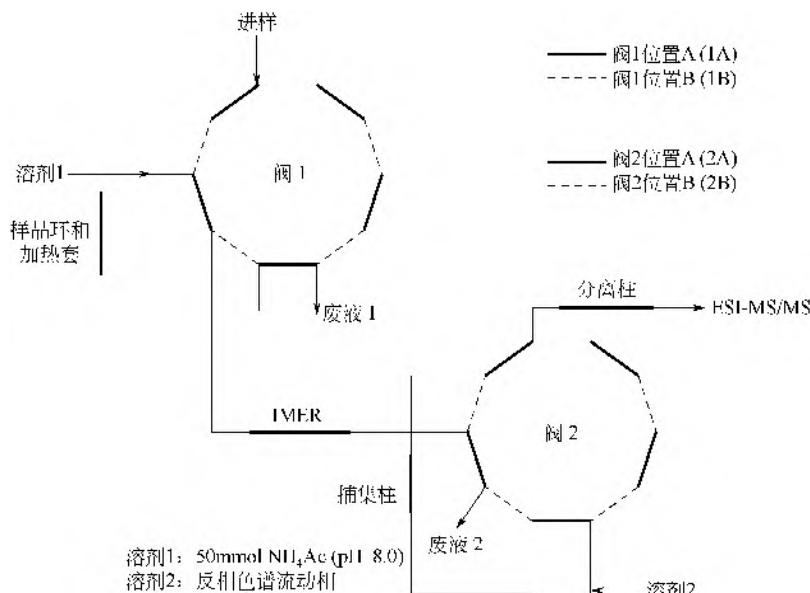 进样
阀1位置A (1A)
阀1位置B (1B)
溶剂1
阀 1
阀2位置A (2A)
阀2位置B (2B)
样品环和
加热套
废液 1
分离柱
ESI-MS/MS
IMER
阀 2
捕集柱
废液 2
溶剂1: 50mmol NH₄Ac (pH 8.0)
溶剂2: 反相色谱流动相
溶剂2